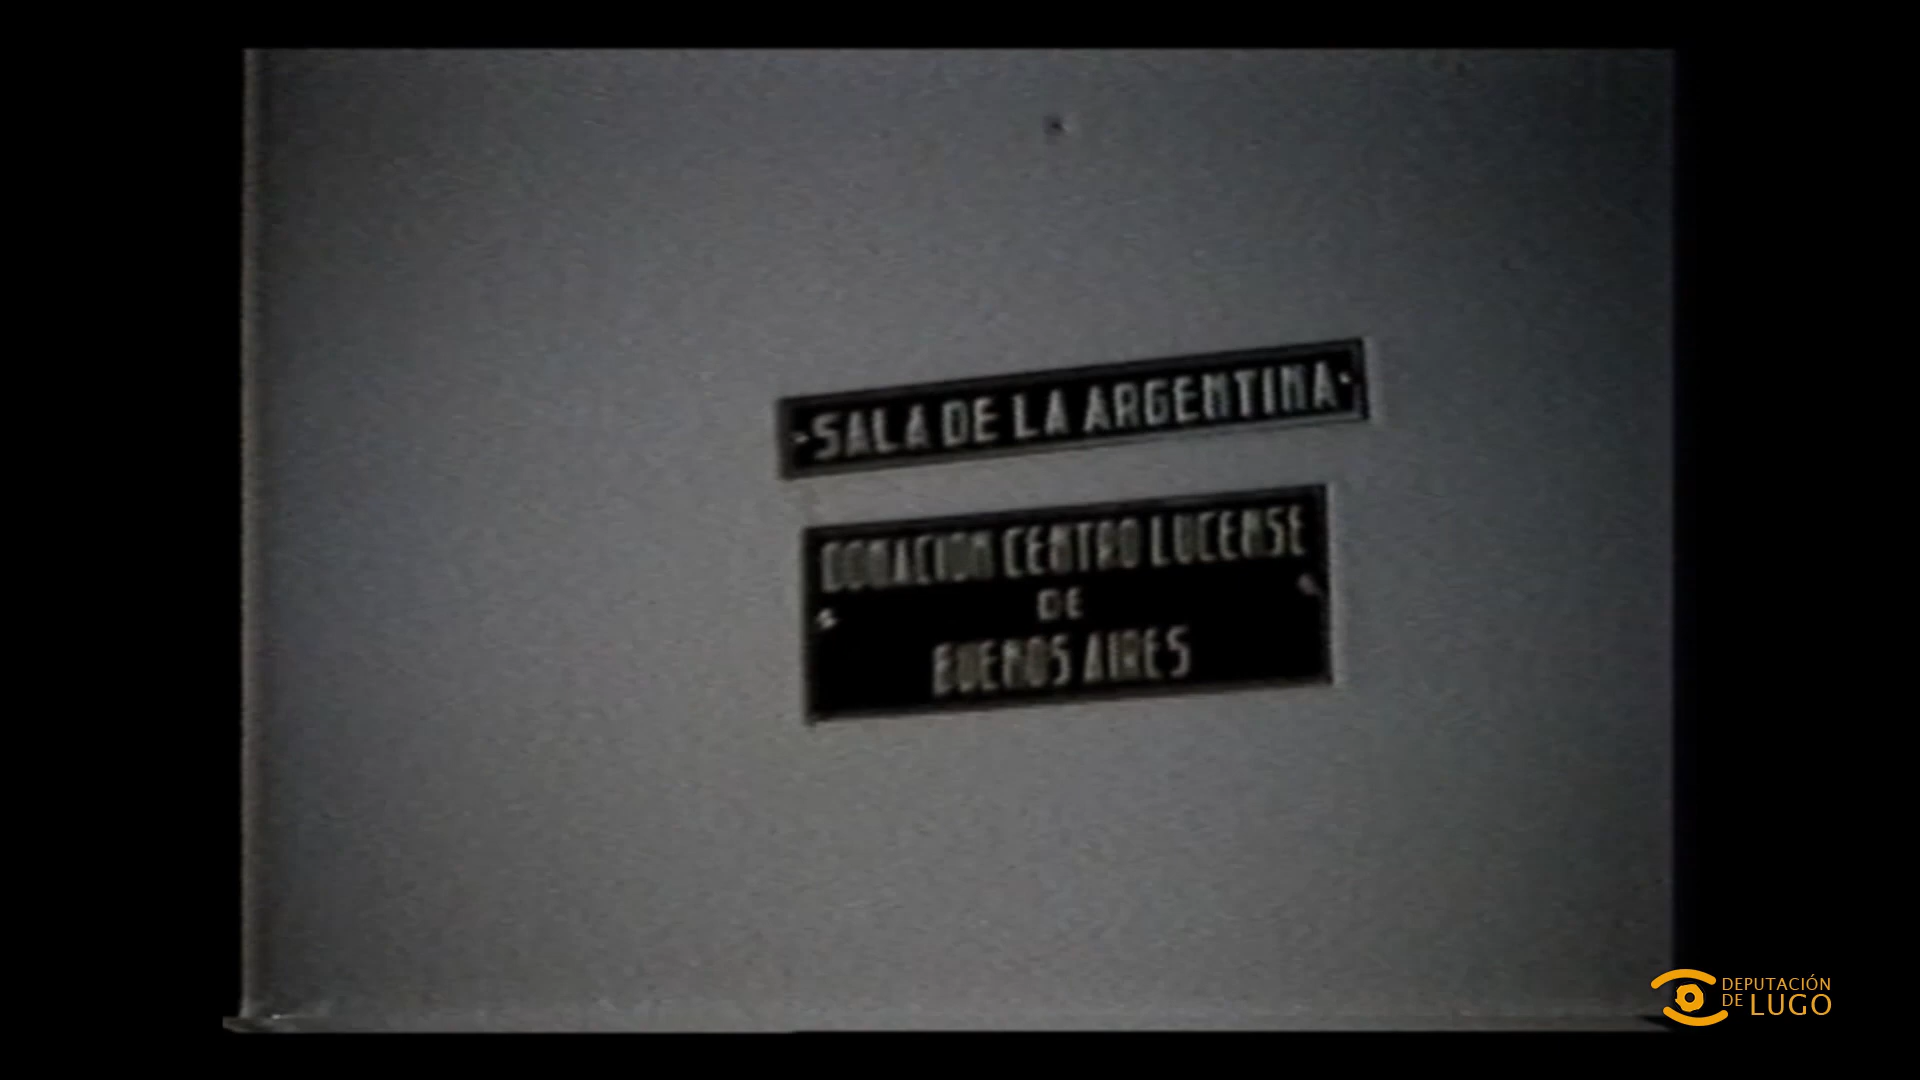 ·SALA DE LA ARGENTINA·
DONACION CENTRO LUCENSE
DE
BUENOS AIRES
DEPUTACIÓN
DE LUGO